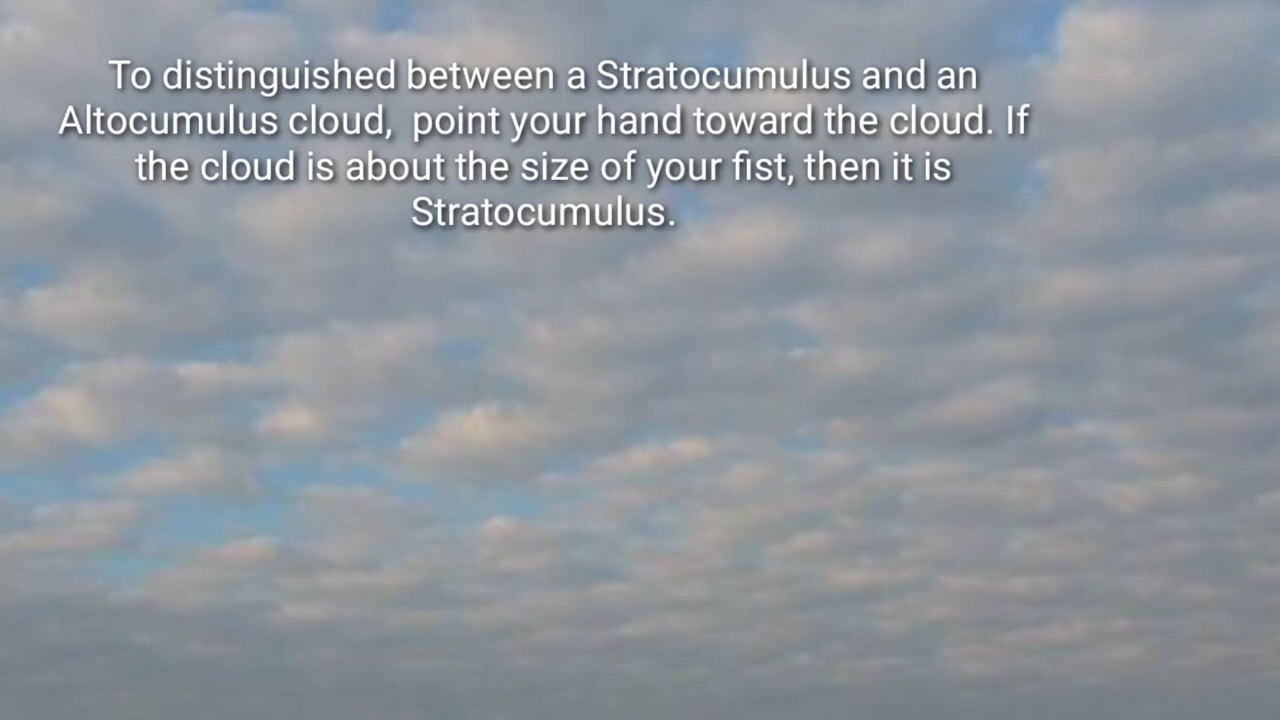 To distinguished between a Stratocumulus and an
Altocumulus cloud,  point your hand toward the cloud. If
the cloud is about the size of your fist, then it is
Stratocumulus.